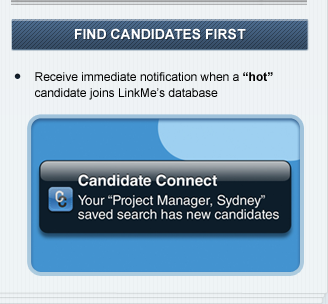 FIND CANDIDATES FIRST
• Receive immediate notification when a “hot”
candidate joins LinkMe’s database
Candidate Connect
Your “Project Manager, Sydney”
saved search has new candidates